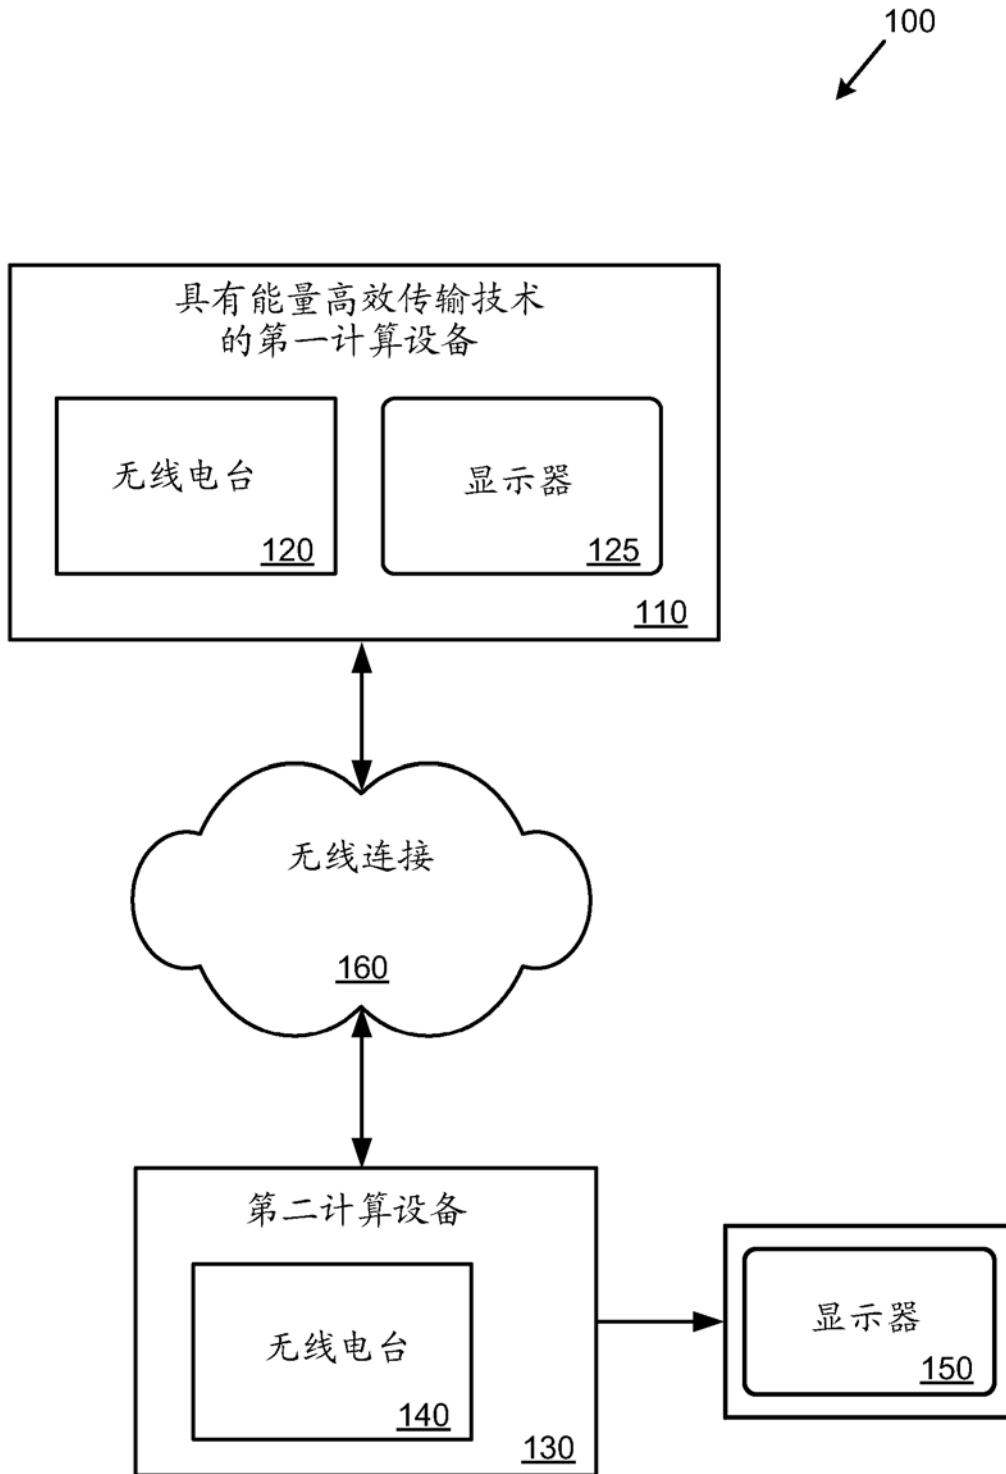 100
具有能量高效传输技术
的第一计算设备
无线电台
120
显示器
125
110
无线连接
160
第二计算设备
无线电台
140
130
显示器
150